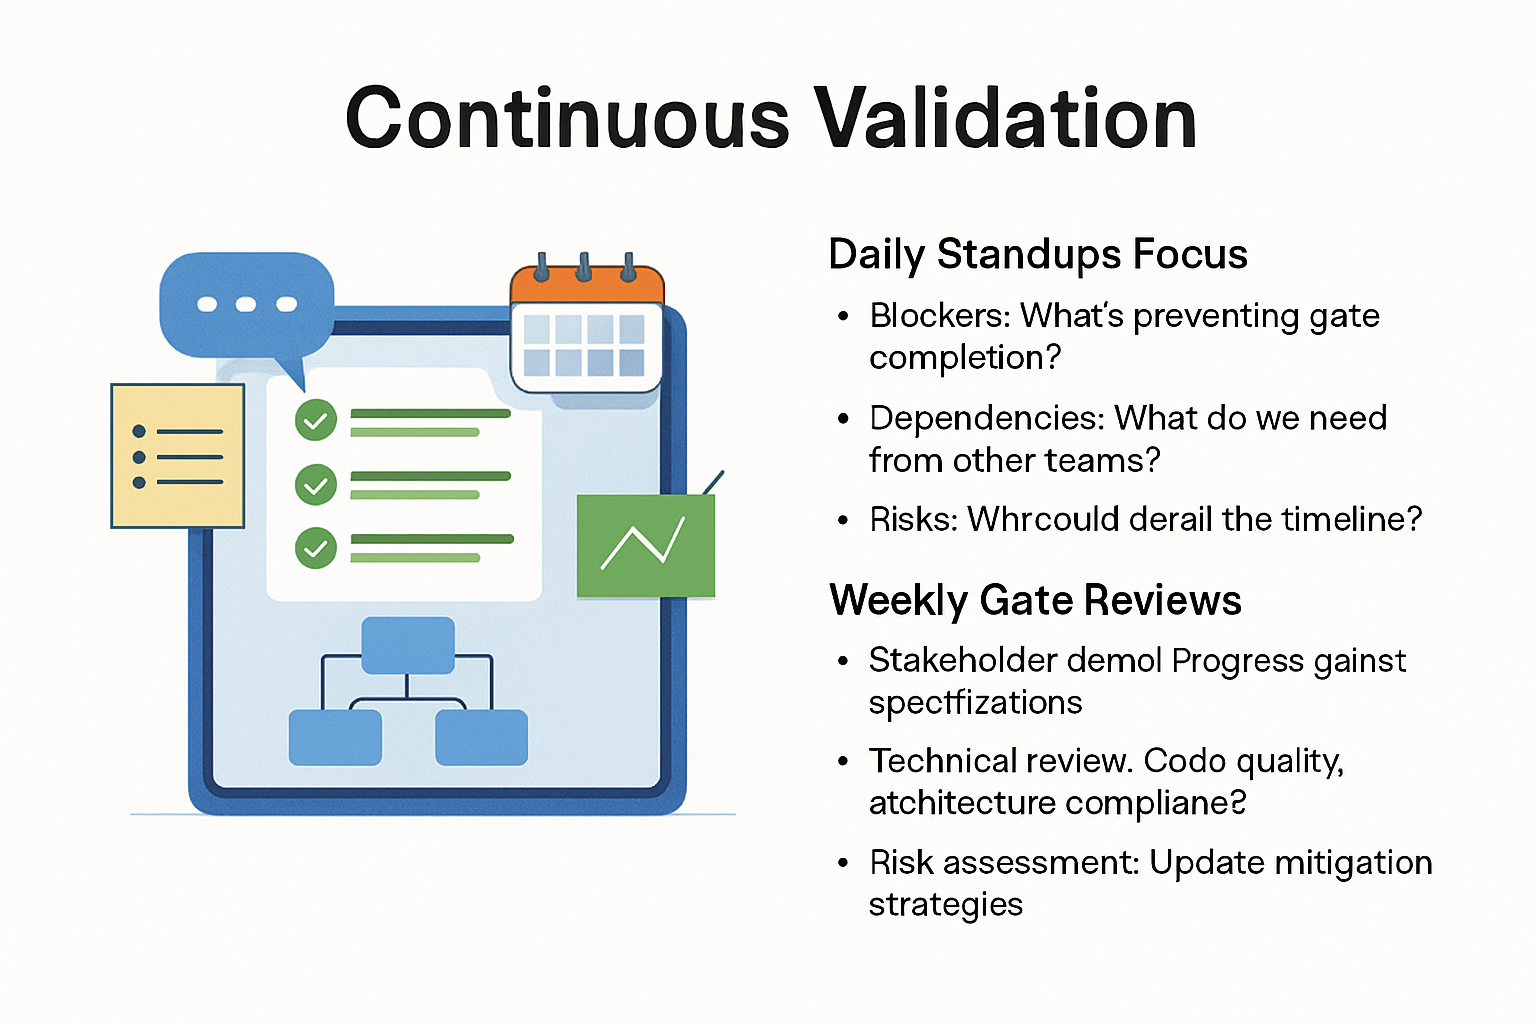 Continuous Validation
Daily Standups Focus
• Blockers: What's preventing gate
completion?
• Dependencies: What do we need
from other teams?
• Risks: Whrcould derail the timeline?
Weekly Gate Reviews
• Stakeholder demol Progress gainst
spectfizations
• Technical review. Codo quality,
atchitecture compliane?
• Risk assessment: Update mitigation
strategies